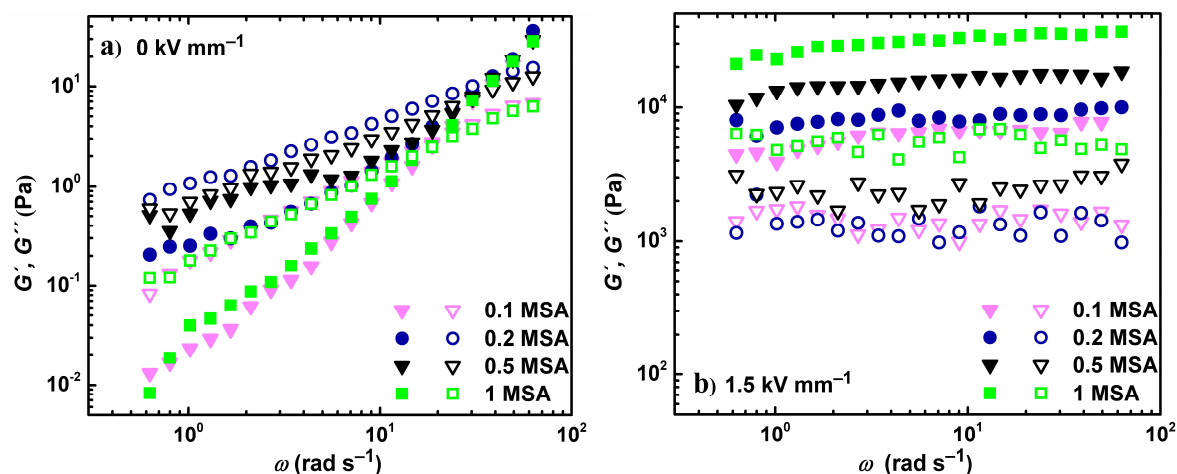 a) 0 kV mm⁻¹
G′, G′′ (Pa)
10¹
10⁰
10⁻¹
10⁻²
0.1 MSA
0.2 MSA
0.5 MSA
1 MSA
10⁰ 10¹ 10²
ω (rad s⁻¹)
G′, G′′ (Pa)
10⁴
10³
10²
0.1 MSA
0.2 MSA
0.5 MSA
1 MSA
b) 1.5 kV mm⁻¹
10⁰ 10¹ 10²
ω (rad s⁻¹)